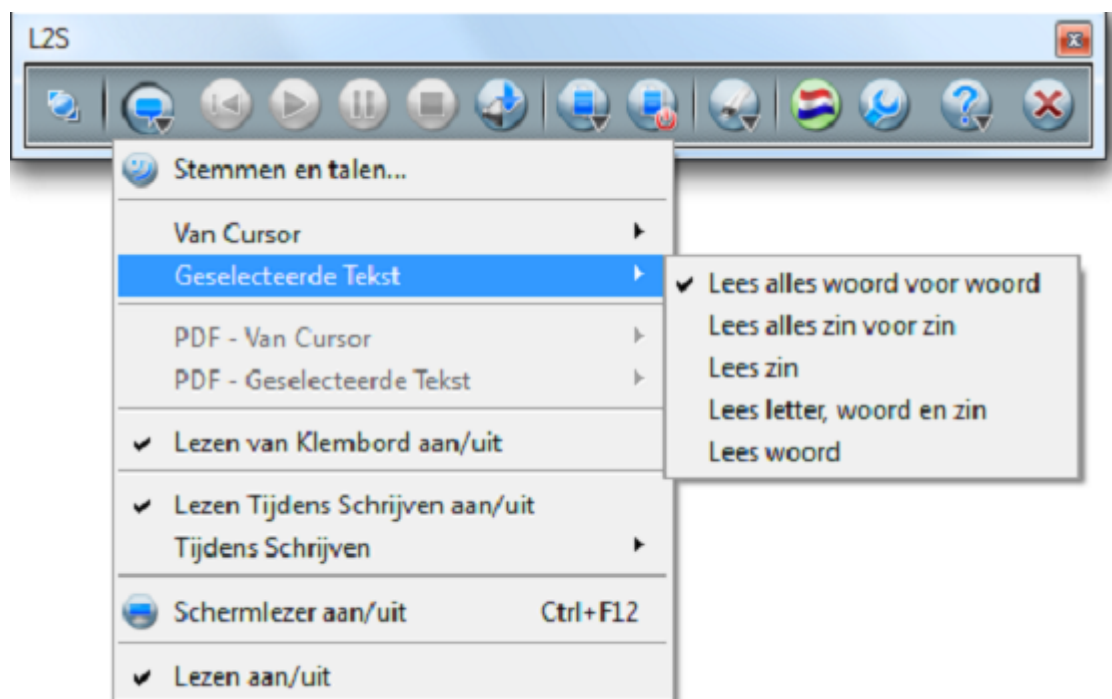 L2S
Stemmen en talen...
Van Cursor
Geselecteerde Tekst
Lees alles woord voor woord
Lees alles zin voor zin
Lees zin
Lees letter, woord en zin
Lees woord
PDF - Van Cursor
PDF - Geselecteerde Tekst
Lezen van Klembord aan/uit
Lezen Tijdens Schrijven aan/uit
Tijdens Schrijven
Schermlezer aan/uit Ctrl+F12
Lezen aan/uit